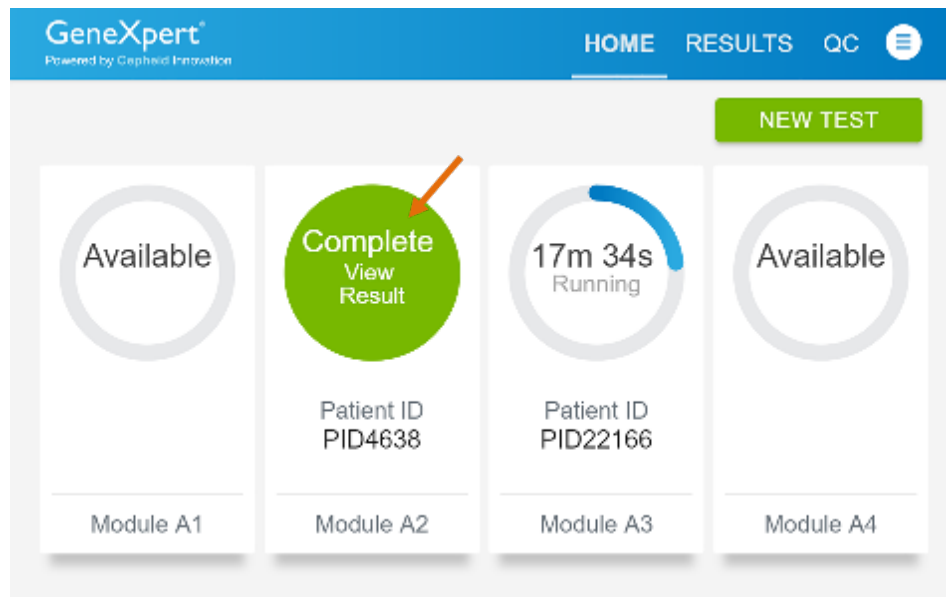 GeneXpert®
Powered by Cepheid Innovation
HOME RESULTS QC
NEW TEST
Available
Complete
View
Result
17m 34s
Running
Available
Patient ID
PID4638
Patient ID
PID22166
Module A1
Module A2
Module A3
Module A4